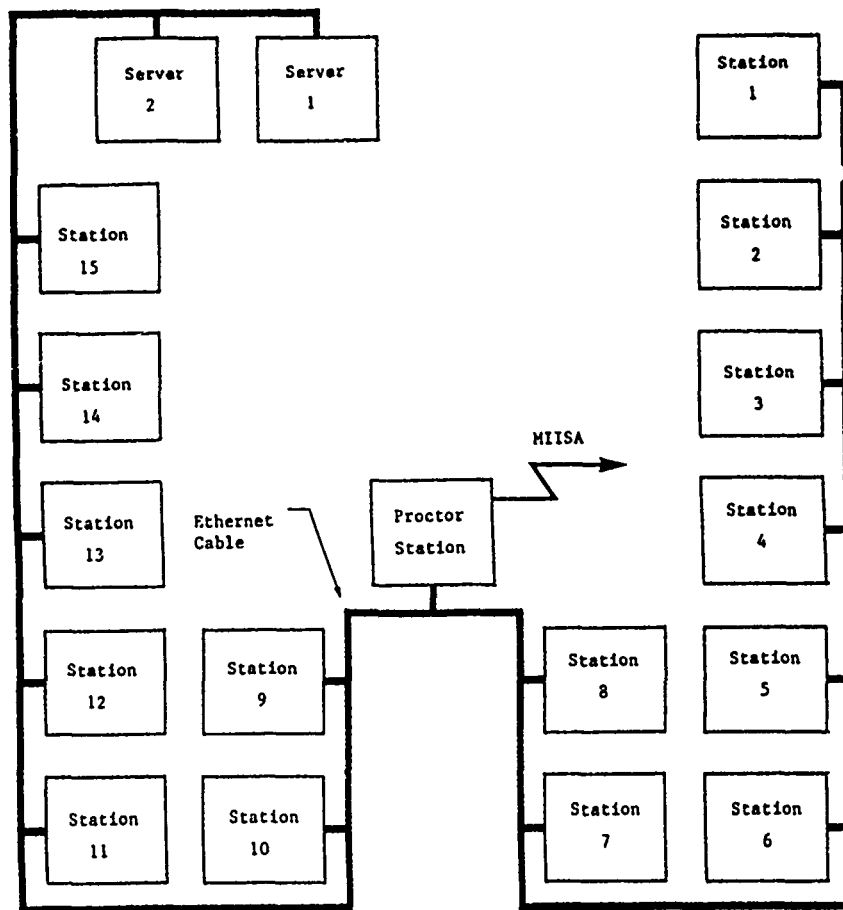 Server
2
Server
1
Station
1
Station
15
Station
2
Station
14
Station
3
MIISA
Station
13
Ethernet
Cable
Proctor
Station
Station
4
Station
12
Station
9
Station
8
Station
5
Station
11
Station
10
Station
7
Station
6